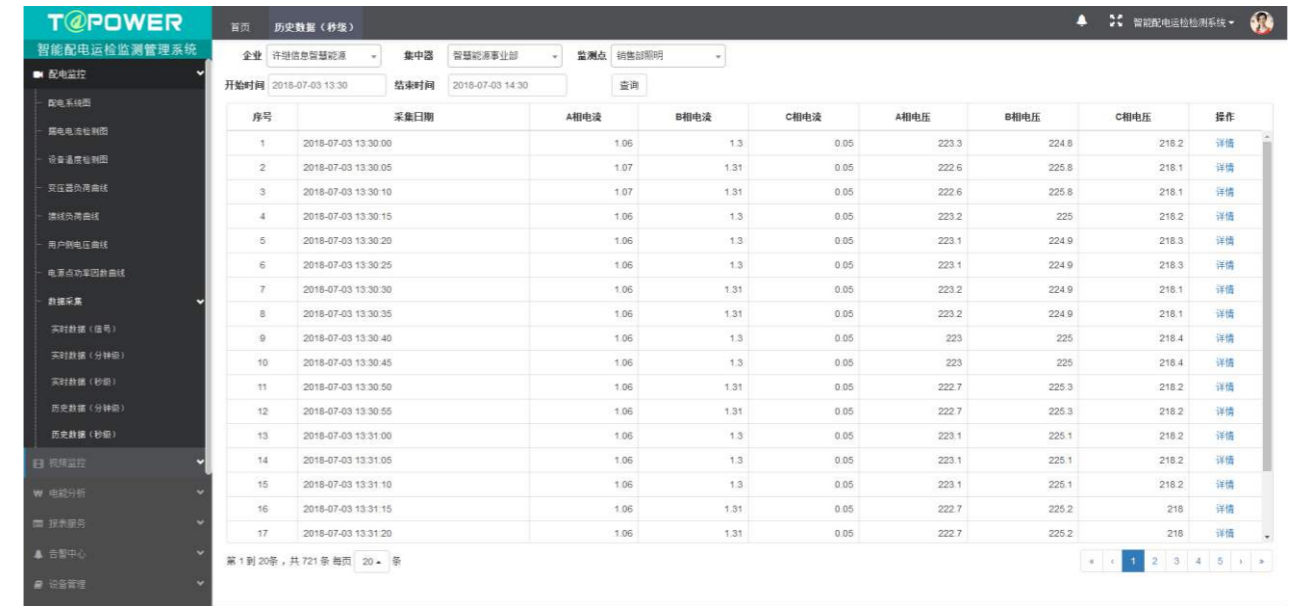 T@POWER
智能配电运检监测管理系统
首页 历史数据（秒级）
智能配电运检检测系统
企业 许继信息智慧能源 集中器 智慧能源事业部 监测点 销售部照明
开始时间 2018-07-03 13:30 结束时间 2018-07-03 14:30 查询
配电监控
配电系统图
漏电电流检测图
设备温度检测图
变压器负荷曲线
接线负荷曲线
用户侧电压曲线
电源点功率因数曲线
数据采集
实时数据（信号）
实时数据（分钟级）
实时数据（秒级）
历史数据（分钟级）
历史数据（秒级）
视频监控
电能分析
报表服务
告警中心
设备管理
序号 采集日期 A相电流 B相电流 C相电流 A相电压 B相电压 C相电压 操作
1 2018-07-03 13:30:00 1.06 1.3 0.05 223.3 224.8 218.2 详情
2 2018-07-03 13:30:05 1.07 1.31 0.05 222.6 225.8 218.1 详情
3 2018-07-03 13:30:10 1.07 1.31 0.05 222.6 225.8 218.1 详情
4 2018-07-03 13:30:15 1.06 1.3 0.05 223.2 225 218.2 详情
5 2018-07-03 13:30:20 1.06 1.3 0.05 223.1 224.9 218.3 详情
6 2018-07-03 13:30:25 1.06 1.3 0.05 223.1 224.9 218.3 详情
7 2018-07-03 13:30:30 1.06 1.31 0.05 223.2 224.9 218.1 详情
8 2018-07-03 13:30:35 1.06 1.31 0.05 223.2 224.9 218.1 详情
9 2018-07-03 13:30:40 1.06 1.3 0.05 223 225 218.4 详情
10 2018-07-03 13:30:45 1.06 1.3 0.05 223 225 218.4 详情
11 2018-07-03 13:30:50 1.06 1.31 0.05 222.7 225.3 218.2 详情
12 2018-07-03 13:30:55 1.06 1.31 0.05 222.7 225.3 218.2 详情
13 2018-07-03 13:31:00 1.06 1.3 0.05 223.1 225.1 218.2 详情
14 2018-07-03 13:31:05 1.06 1.3 0.05 223.1 225.1 218.2 详情
15 2018-07-03 13:31:10 1.06 1.3 0.05 223.1 225.1 218.2 详情
16 2018-07-03 13:31:15 1.06 1.31 0.05 222.7 225.2 218 详情
17 2018-07-03 13:31:20 1.06 1.31 0.05 222.7 225.2 218 详情
第 1 到 20条，共 721 条 每页 20 条
« ‹ 1 2 3 4 5 › »